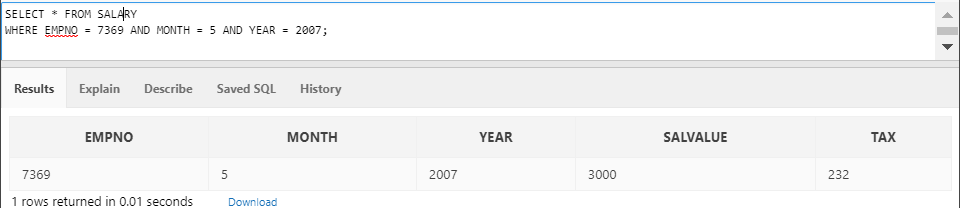 SELECT * FROM SALARY
WHERE EMPNO = 7369 AND MONTH = 5 AND YEAR = 2007;
Results Explain Describe Saved SQL History
EMPNO MONTH YEAR SALVALUE TAX
7369 5 2007 3000 232
1 rows returned in 0.01 seconds Download